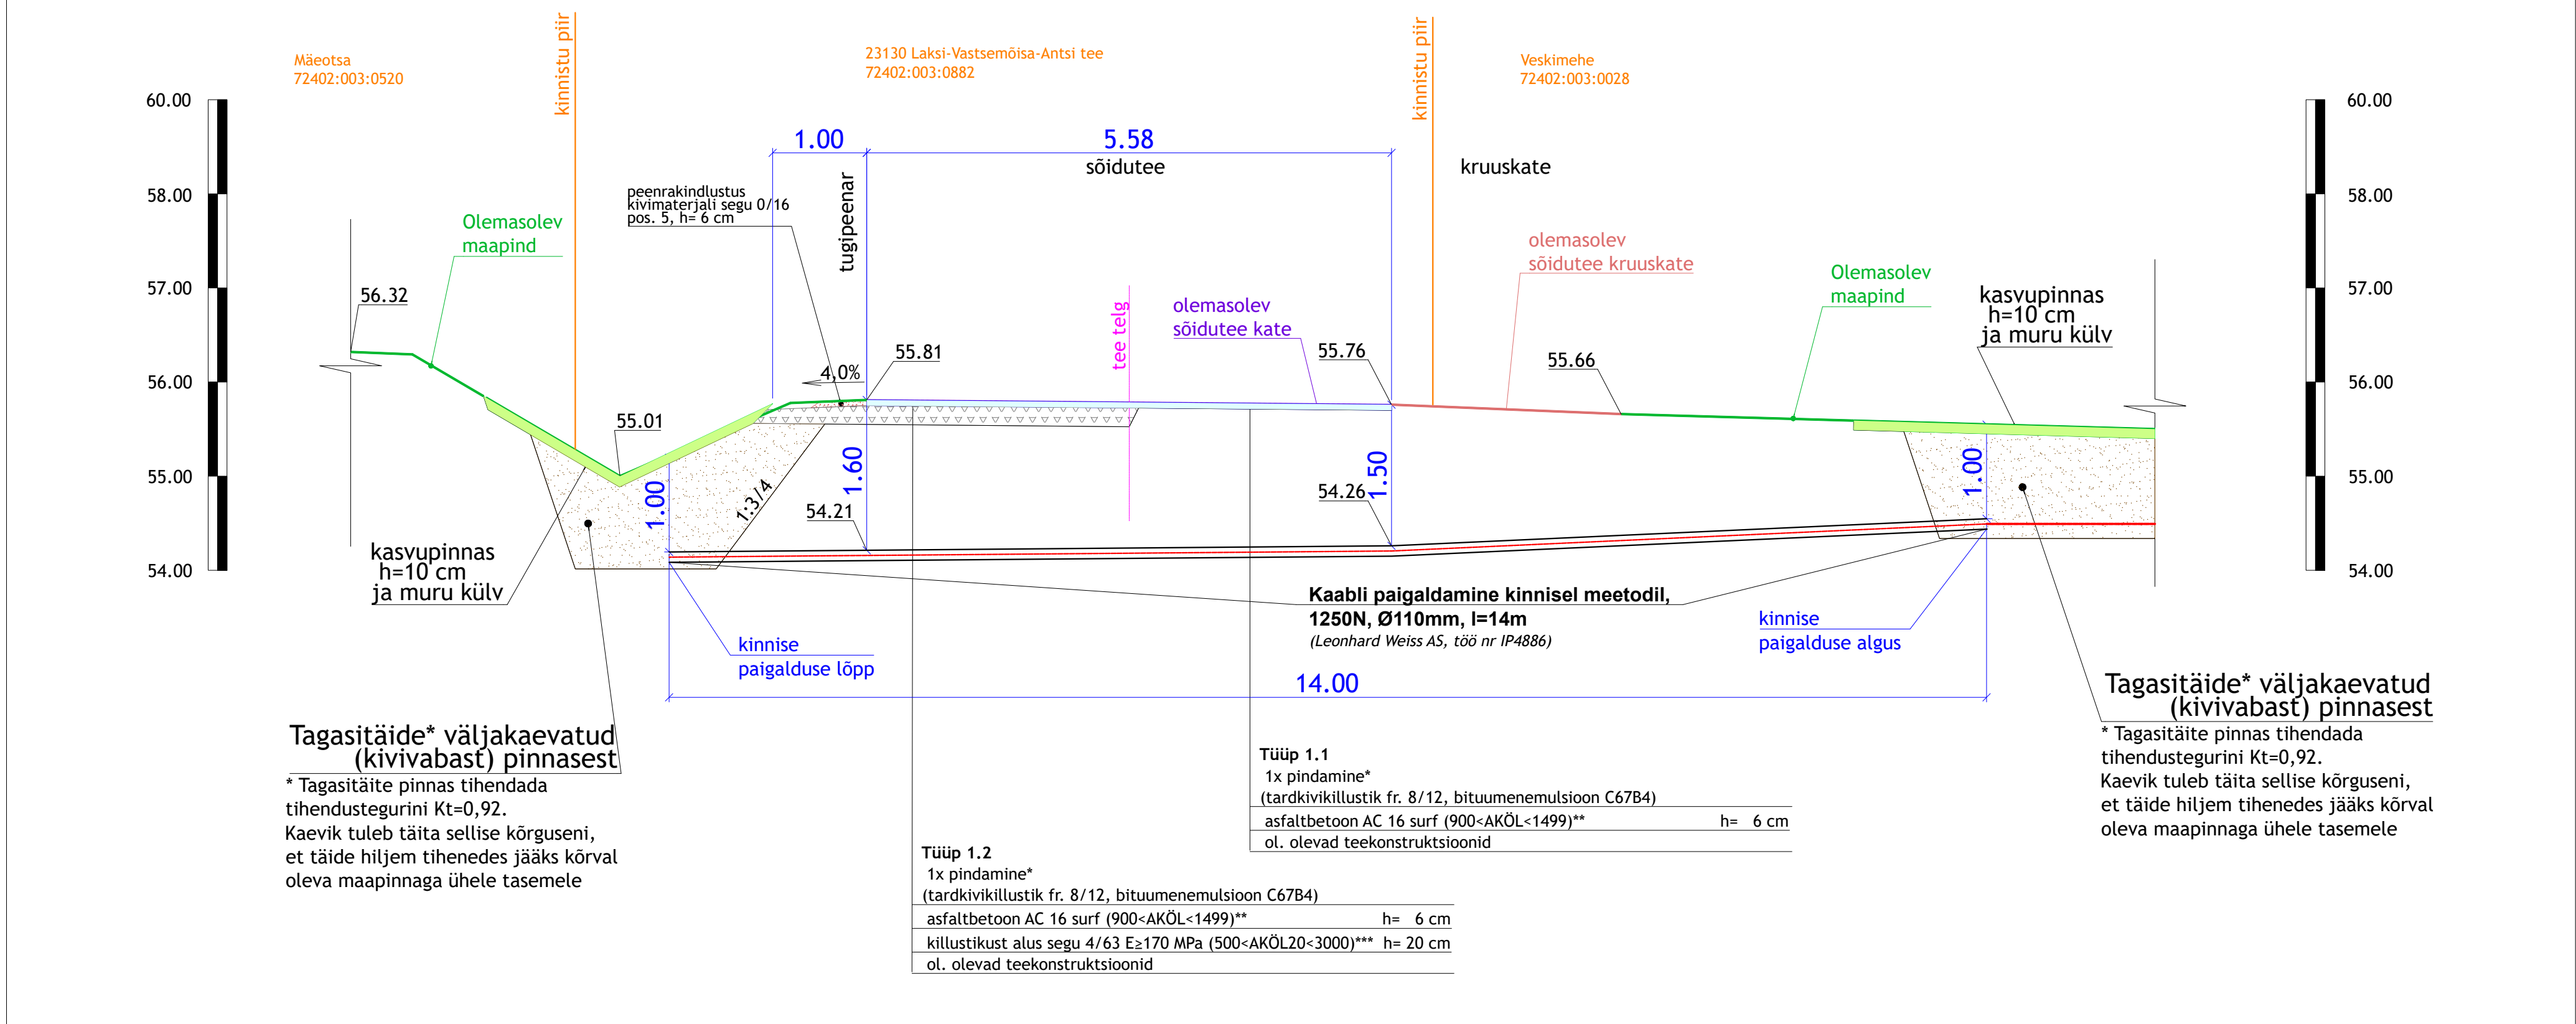 Mäeotsa
72402:003:0520
kinnistu piir
23130 Laksi-Vastsemõisa-Antsi tee
72402:003:0882
kinnistu piir
Veskimehe
72402:003:0028
60.00
58.00
57.00
56.00
55.00
54.00
60.00
58.00
57.00
56.00
55.00
54.00
1.00
5.58
sõidutee
kruuskate
peenrakindlustus
kivimaterjali segu 0/16
pos. 5, h= 6 cm
tugipeenar
Olemasolev
maapind
56.32
55.01
4,0%
55.81
tee telg
olemasolev
sõidutee kate
55.76
olemasolev
sõidutee kruuskate
55.66
Olemasolev
maapind
kasvupinnas
h=10 cm
ja muru külv
1.00
1:3/4
1.60
54.21
54.26
1.50
1.00
kasvupinnas
h=10 cm
ja muru külv
kinnise
paigalduse lõpp
Kaabli paigaldamine kinnisel meetodil,
1250N, Ø110mm, l=14m
(Leonhard Weiss AS, töö nr IP4886)
kinnise
paigalduse algus
14.00
Tagasitäide* väljakaevatud
(kivivabast) pinnasest
* Tagasitäite pinnas tihendada
tihendustegurini Kt=0,92.
Kaevik tuleb täita sellise kõrguseni,
et täide hiljem tihenedes jääks kõrval
oleva maapinnaga ühele tasemele
Tagasitäide* väljakaevatud
(kivivabast) pinnasest
* Tagasitäite pinnas tihendada
tihendustegurini Kt=0,92.
Kaevik tuleb täita sellise kõrguseni,
et täide hiljem tihenedes jääks kõrval
oleva maapinnaga ühele tasemele
Tüüp 1.1
1x pindamine*
(tardkivikillustik fr. 8/12, bituumenemulsioon C67B4)
asfaltbetoon AC 16 surf (900<AKÖL<1499)** h= 6 cm
ol. olevad teekonstruktsioonid
Tüüp 1.2
1x pindamine*
(tardkivikillustik fr. 8/12, bituumenemulsioon C67B4)
asfaltbetoon AC 16 surf (900<AKÖL<1499)** h= 6 cm
killustikust alus segu 4/63 E≥170 MPa (500<AKÖL20<3000)*** h= 20 cm
ol. olevad teekonstruktsioonid